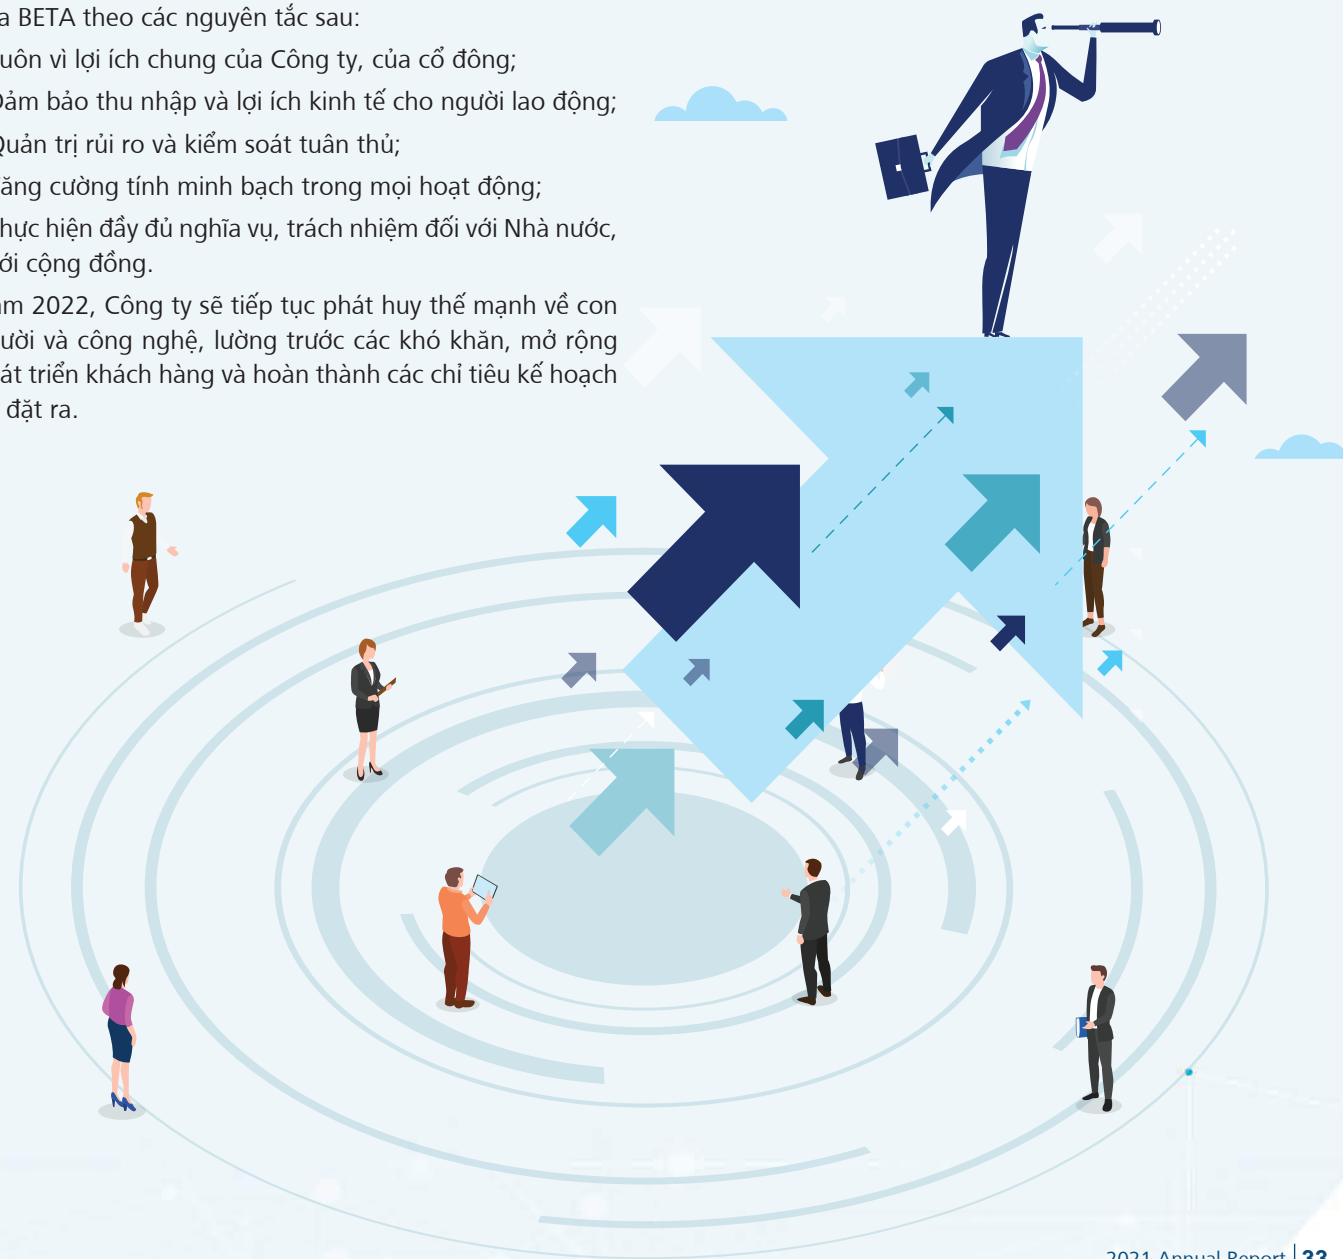 a BETA theo các nguyên tắc sau:
uôn vì lợi ích chung của Công ty, của cổ đông;
Đảm bảo thu nhập và lợi ích kinh tế cho người lao động;
Quản trị rủi ro và kiểm soát tuân thủ;
ăng cường tính minh bạch trong mọi hoạt động;
hực hiện đầy đủ nghĩa vụ, trách nhiệm đối với Nhà nước,
ới cộng đồng.
ăm 2022, Công ty sẽ tiếp tục phát huy thế mạnh về con
ười và công nghệ, lường trước các khó khăn, mở rộng
át triển khách hàng và hoàn thành các chỉ tiêu kế hoạch
đặt ra.
2021 Annual Report | 33